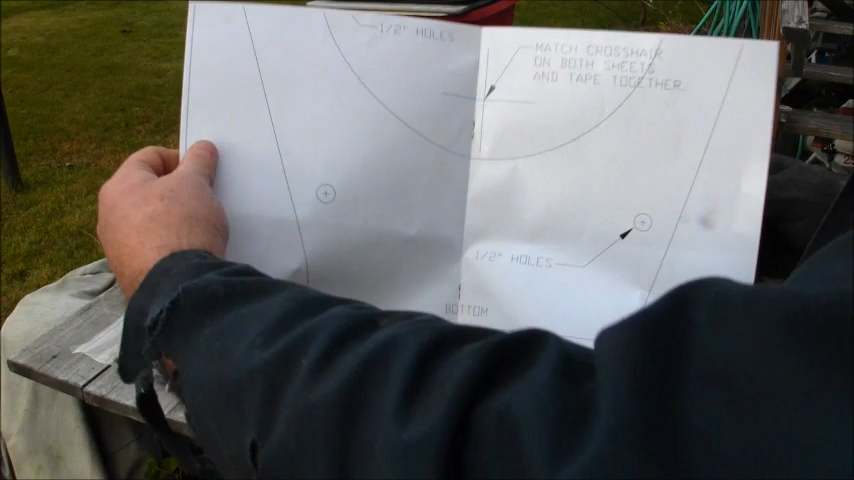 1/2" HOLES
MATCH CROSSHAIR
ON BOTH SHEETS
AND TAPE TOGETHER.
1/2" HOLES
BOTTOM